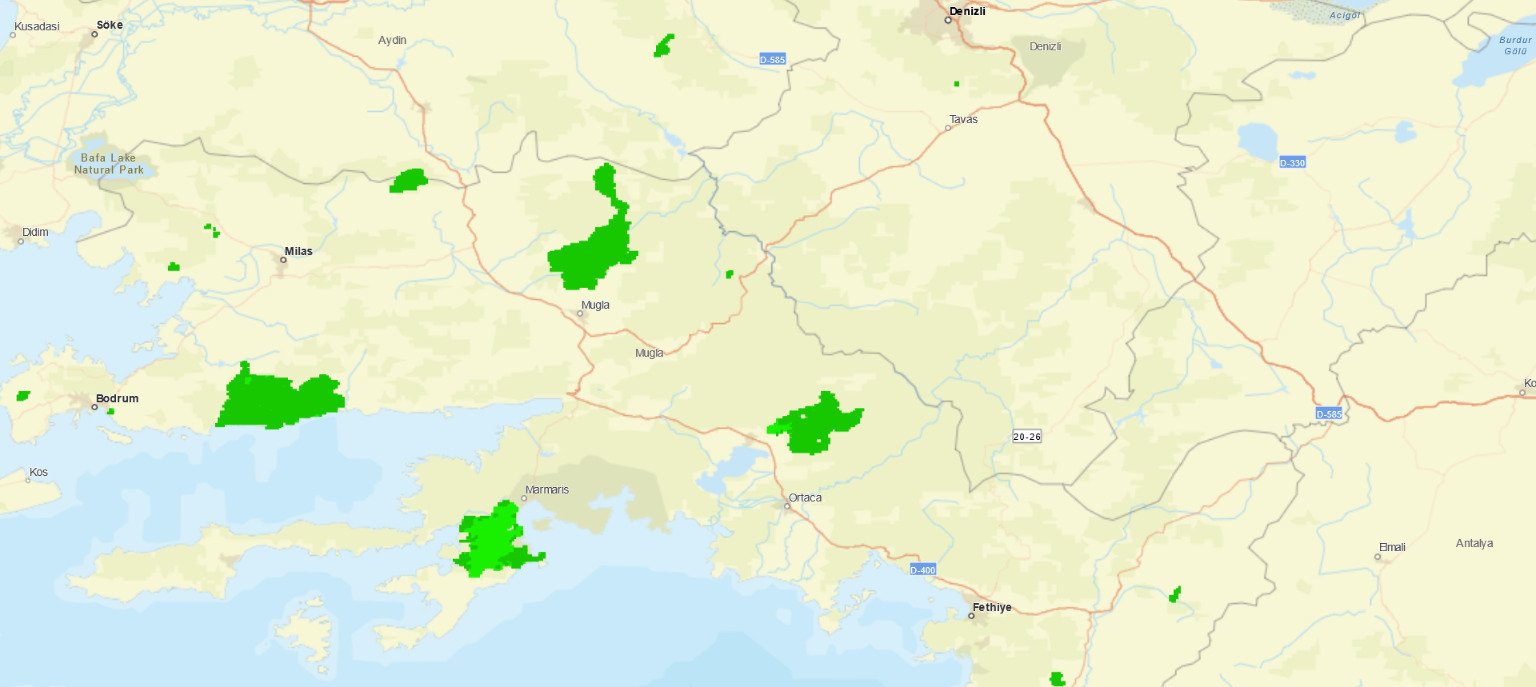 Denizli
Acigöl
Kusadasi
Söke
Aydin
Denizli
Burdur
Gölü
D-585
Tavas
Bafa Lake
Natural Park
D-330
Didim
Milas
Mugla
Mugla
Bodrum
D-585
20-26
Kos
Marmaris
Ortaca
Elmali
Antalya
D-400
Fethiye